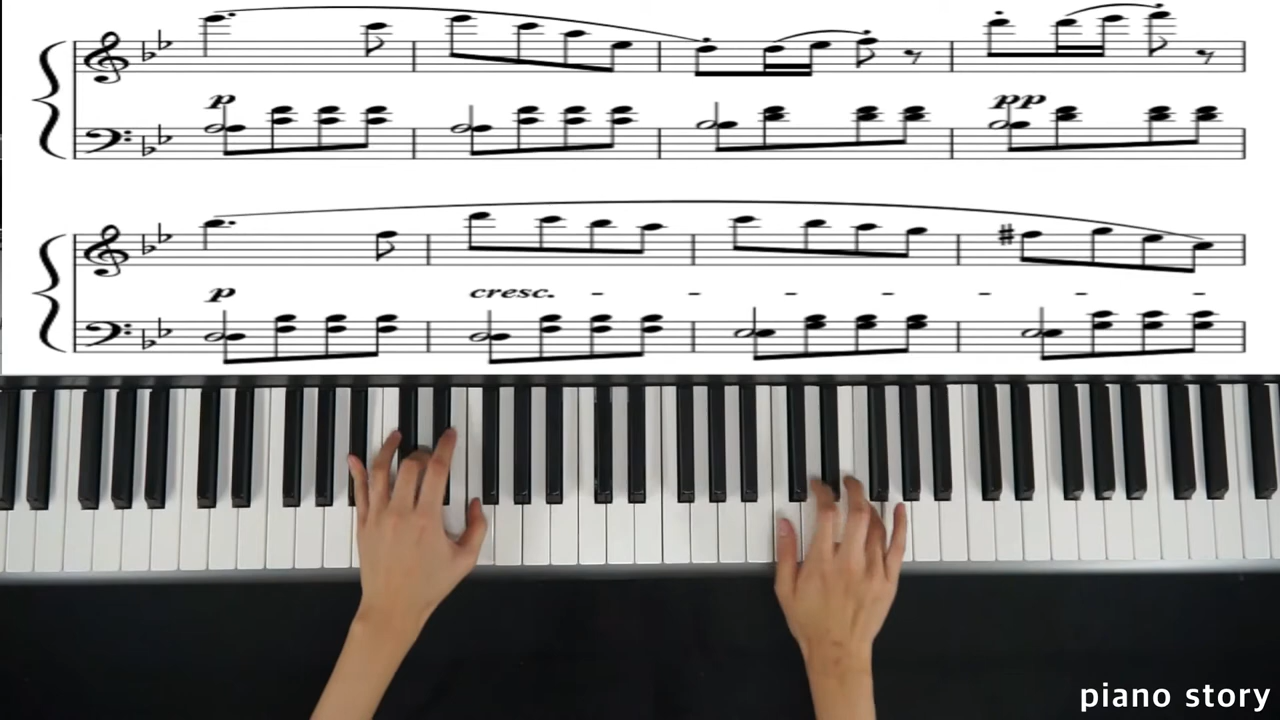 p
pp
p
cresc. - - - - - - -
piano story